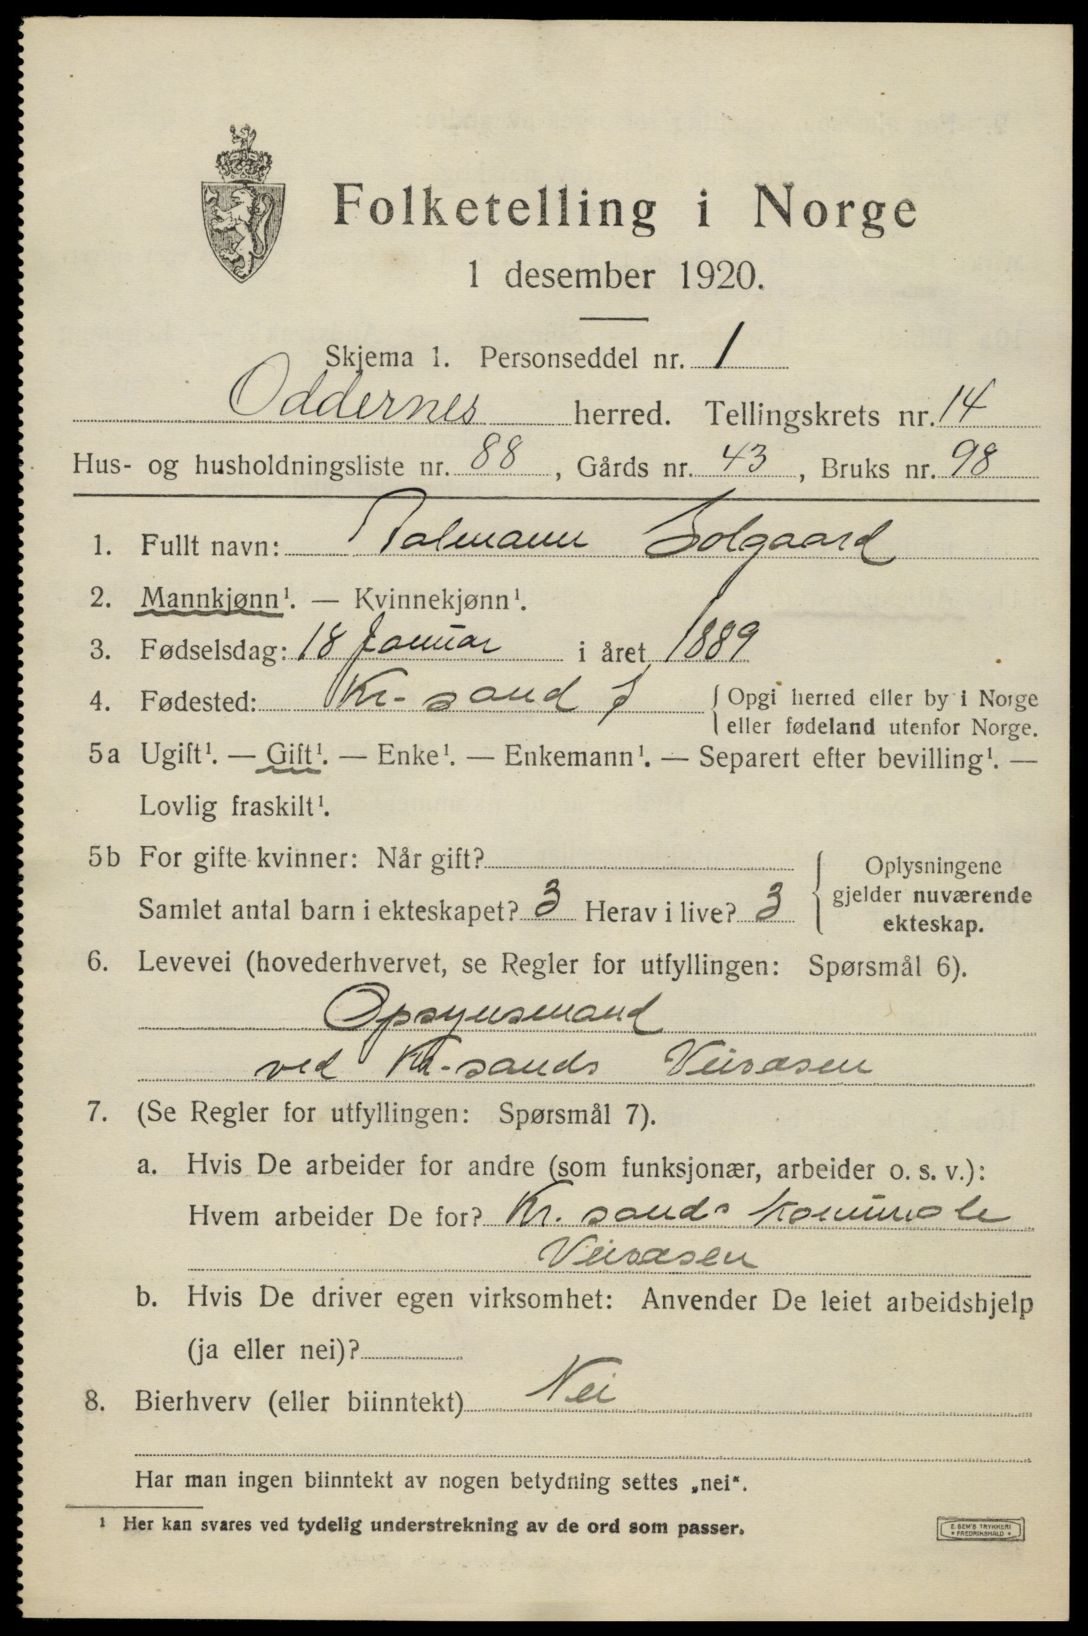 Folketelling i Norge
1 desember 1920.
Skjema 1. Personseddel nr. 1
Oddernes herred. Tellingskrets nr. 14
Hus- og husholdningsliste nr. 88, Gårds nr. 43, Bruks nr. 98
1. Fullt navn: Tolmann Solgaard
2. Mannkjønn¹. — Kvinnekjønn¹.
3. Fødselsdag: 18 Januar i året 1889
4. Fødested: Kr-sand S { Opgi herred eller by i Norge
eller fødeland utenfor Norge.
5a Ugift¹. — Gift¹. — Enke¹. — Enkemann¹. — Separert efter bevilling¹. —
Lovlig fraskilt¹.
5b For gifte kvinner: Når gift?
Samlet antal barn i ekteskapet? 3 Herav i live? 3
{ Oplysningene
gjelder nuværende
ekteskap.
6. Levevei (hovederhvervet, se Regler for utfyllingen: Spørsmål 6).
Opsynsmand
ved Kr-sands Veivæsen
7. (Se Regler for utfyllingen: Spørsmål 7).
a. Hvis De arbeider for andre (som funksjonær, arbeider o. s. v.):
Hvem arbeider De for? Kr. sands komunale
Veivæsen
b. Hvis De driver egen virksomhet: Anvender De leiet arbeidshjelp
(ja eller nei)?
8. Bierhverv (eller biinntekt) Nei
Har man ingen biinntekt av nogen betydning settes „nei“.
¹ Her kan svares ved tydelig understrekning av de ord som passer.
E. SEM'S TRYKKERI
FREDRIKSHALD